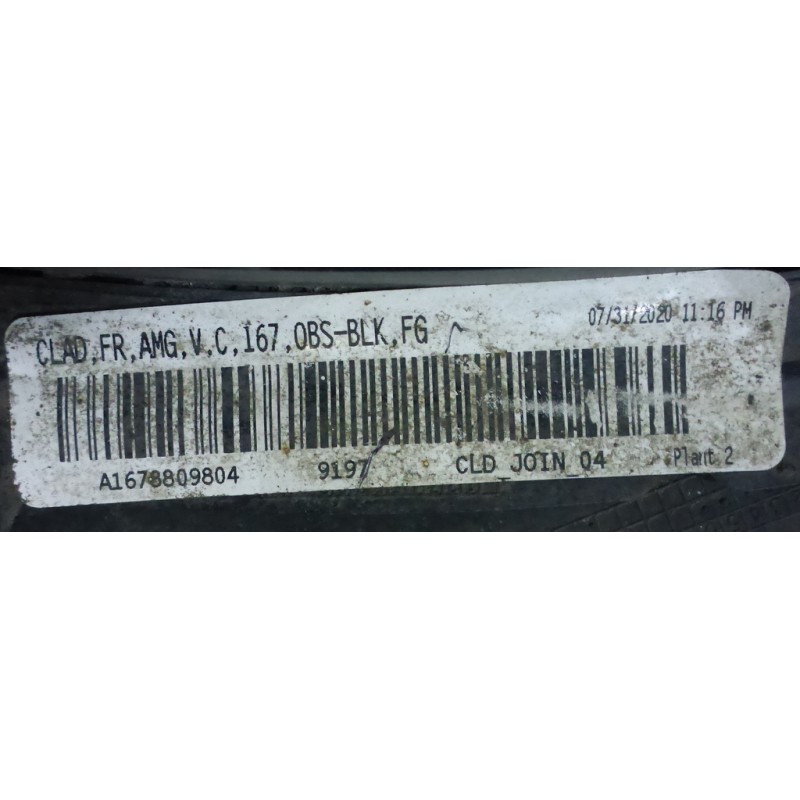 CLAD,FR,AMG,V,C,167,OBS-BLK,FG
07/31/2020 11:16 PM
A1678809804 9197 CLD_JOIN_04 Plant 2